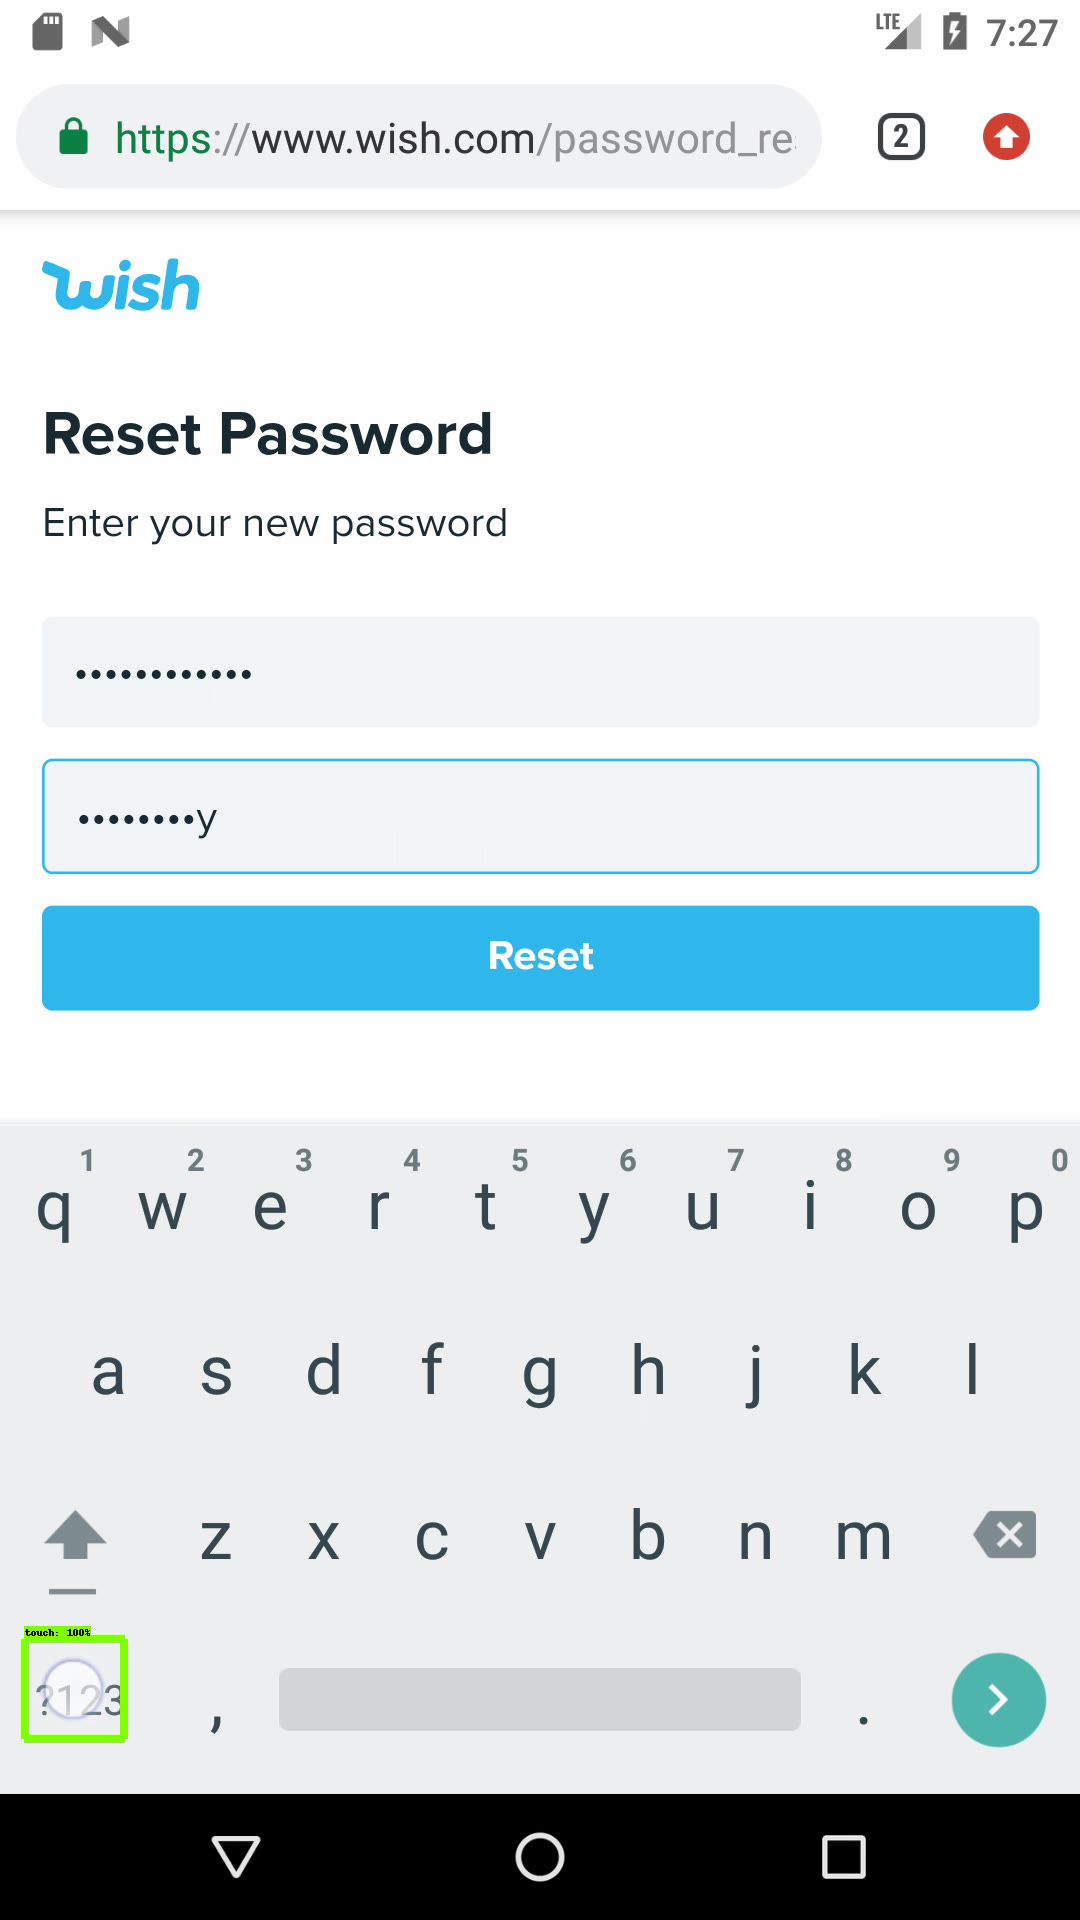 LTE 7:27
https://www.wish.com/password_re
2
wish
Reset Password
Enter your new password
••••••••••••
••••••••y
Reset
1 2 3 4 5 6 7 8 9 0
q w e r t y u i o p
a s d f g h j k l
z x c v b n m
touch: 100%
?123 , .